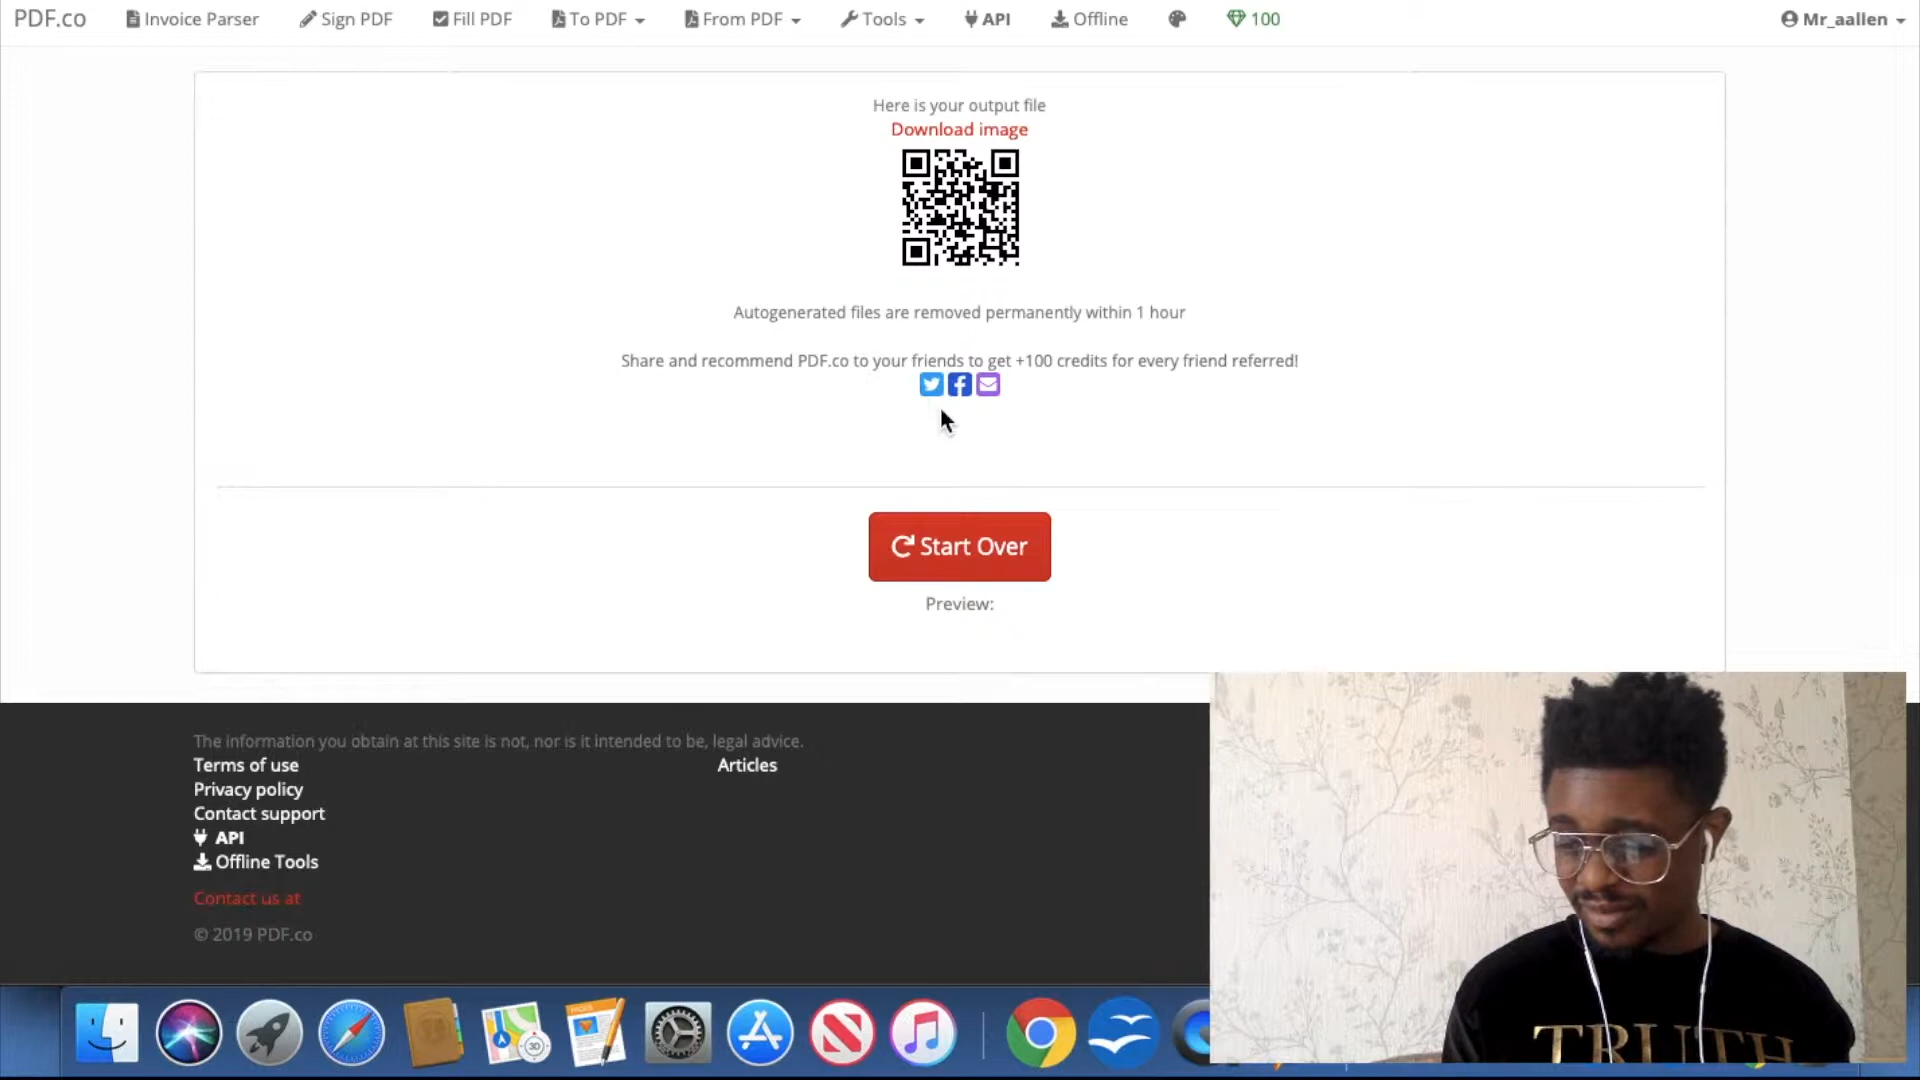 PDF.co Invoice Parser Sign PDF Fill PDF To PDF From PDF Tools API Offline 100 Mr_aallen
Here is your output file
Download image
Autogenerated files are removed permanently within 1 hour
Share and recommend PDF.co to your friends to get +100 credits for every friend referred!
Start Over
Preview:
The information you obtain at this site is not, nor is it intended to be, legal advice.
Terms of use
Articles
Privacy policy
Contact support
API
Offline Tools
Contact us at
© 2019 PDF.co
3D
PAGES
TRUTH